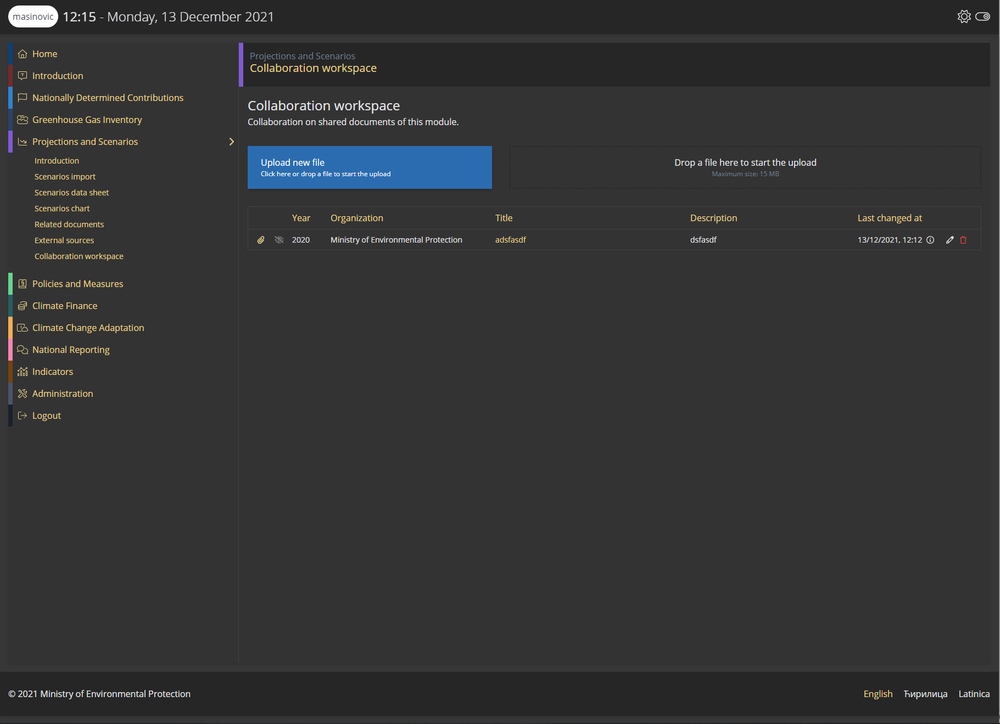 masinovic 12:15 - Monday, 13 December 2021
Home
Introduction
Nationally Determined Contributions
Greenhouse Gas Inventory
Projections and Scenarios
Introduction
Scenarios import
Scenarios data sheet
Scenarios chart
Related documents
External sources
Collaboration workspace
Policies and Measures
Climate Finance
Climate Change Adaptation
National Reporting
Indicators
Administration
Logout
Projections and Scenarios
Collaboration workspace
Collaboration workspace
Collaboration on shared documents of this module.
Upload new file
Click here or drop a file to start the upload
Drop a file here to start the upload
Maximum size: 15 MB
Year Organization Title Description Last changed at
2020 Ministry of Environmental Protection adsfasdf dsfasdf 13/12/2021, 12:12
© 2021 Ministry of Environmental Protection
English Ћирилица Latinica